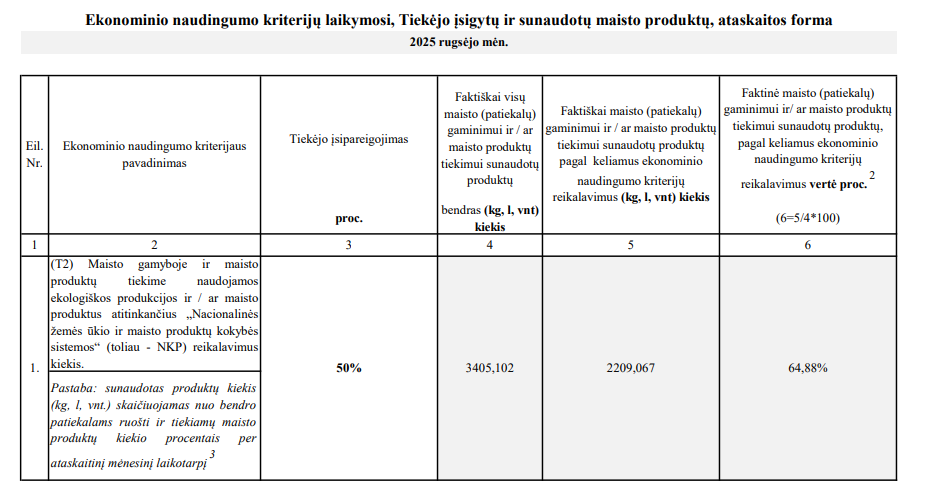 Ekonominio naudingumo kriterijų laikymosi, Tiekėjo įsigytų ir sunaudotų maisto produktų, ataskaitos forma
2025 rugsėjo mėn.
Eil.
Nr.
Ekonominio naudingumo kriterijaus
pavadinimas
Tiekėjo įsipareigojimas
proc.
Faktiškai visų
maisto (patiekalų)
gaminimui ir / ar
maisto produktų
tiekimui sunaudotų
produktų
bendras (kg, l, vnt)
kiekis
Faktiškai maisto (patiekalų)
gaminimui ir / ar maisto produktų
tiekimui sunaudotų produktų
pagal keliamus ekonominio
naudingumo kriterijų
reikalavimus (kg, l, vnt) kiekis
Faktinė maisto (patiekalų)
gaminimui ir/ ar maisto produktų
tiekimui sunaudotų produktų,
pagal keliamus ekonominio
naudingumo kriterijų
reikalavimus vertė proc. 2
(6=5/4*100)
1 2 3 4 5 6
(T2) Maisto gamyboje ir maisto
produktų tiekime naudojamos
ekologiškos produkcijos ir / ar maisto
produktus atitinkančius „Nacionalinės
žemės ūkio ir maisto produktų kokybės
sistemos“ (toliau - NKP) reikalavimus
kiekis.
1. 50% 3405,102 2209,067 64,88%
Pastaba: sunaudotas produktų kiekis
(kg, l, vnt.) skaičiuojamas nuo bendro
patiekalams ruošti ir tiekiamų maisto
produktų kiekio procentais per
ataskaitinį mėnesinį laikotarpį 3